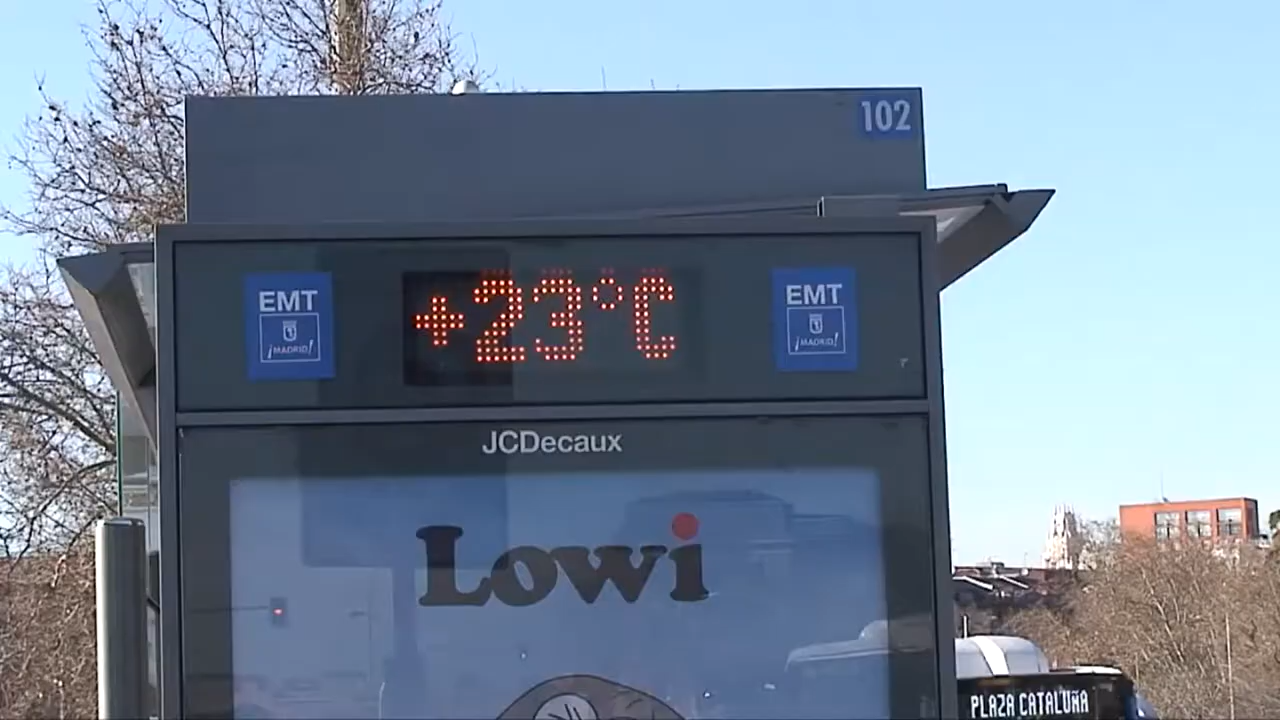 102
EMT
¡MADRID!
+23°C
EMT
¡MADRID!
JCDecaux
Lowi
PLAZA CATALUÑA